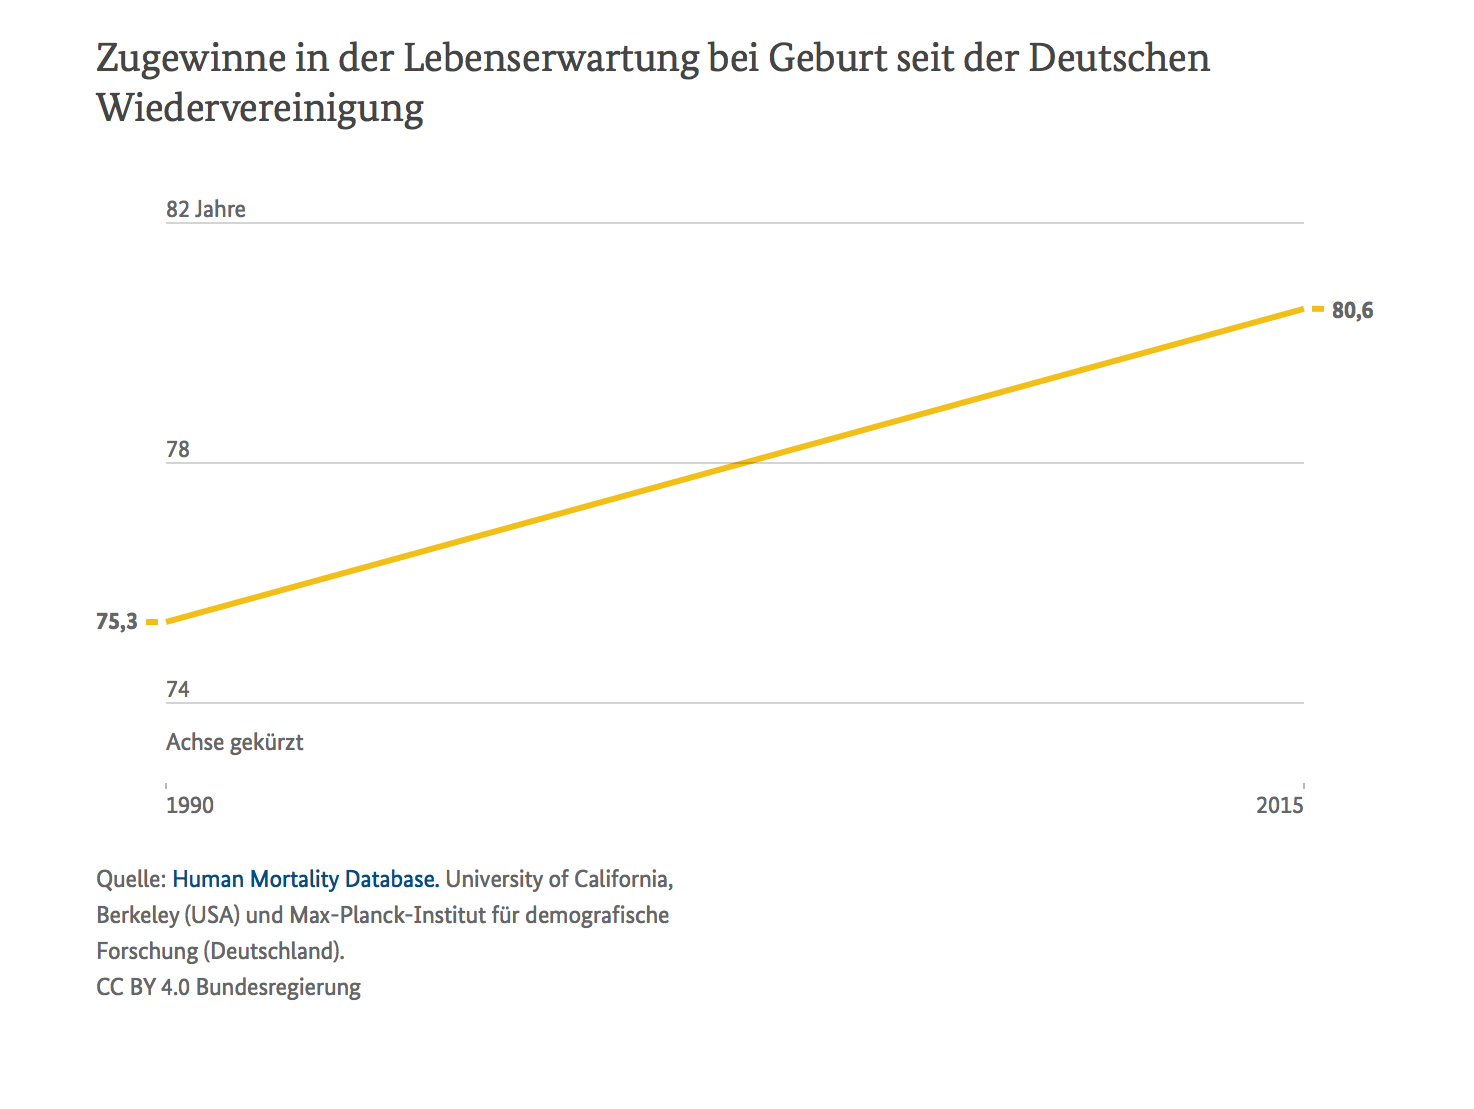 Zugewinne in der Lebenserwartung bei Geburt seit der Deutschen
Wiedervereinigung
82 Jahre
80,6
78
75,3
74
Achse gekürzt
1990
2015
Quelle: Human Mortality Database. University of California,
Berkeley (USA) und Max-Planck-Institut für demografische
Forschung (Deutschland).
CC BY 4.0 Bundesregierung